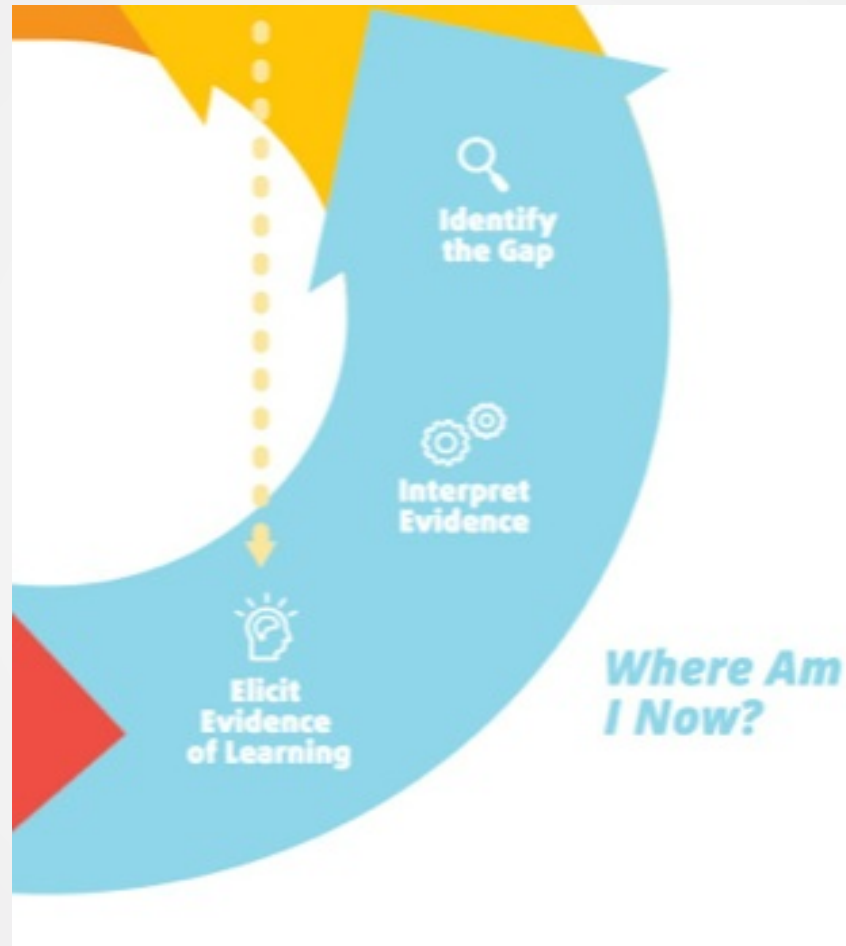 Identify
the Gap
Interpret
Evidence
Elicit
Evidence
of Learning
Where Am
I Now?